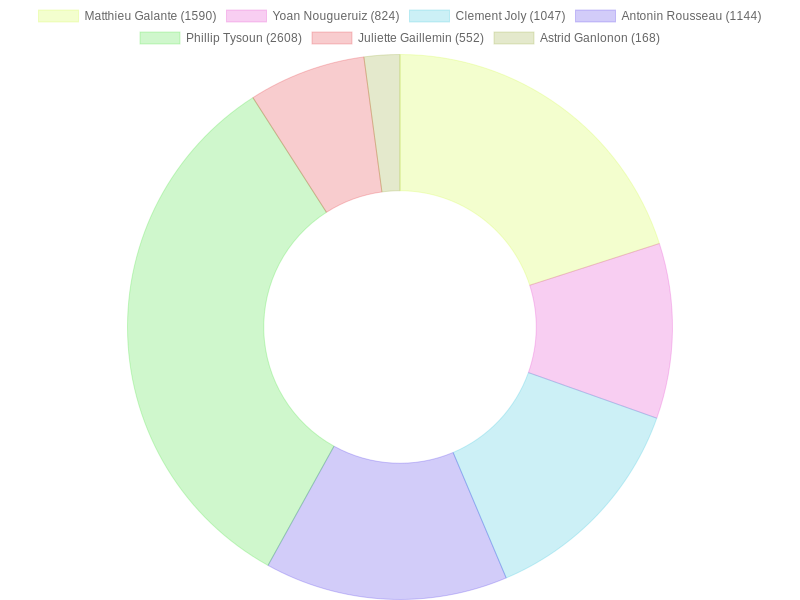 Matthieu Galante (1590) Yoan Nougueruiz (824) Clement Joly (1047) Antonin Rousseau (1144)
Phillip Tysoun (2608) Juliette Gaillemin (552) Astrid Ganlonon (168)